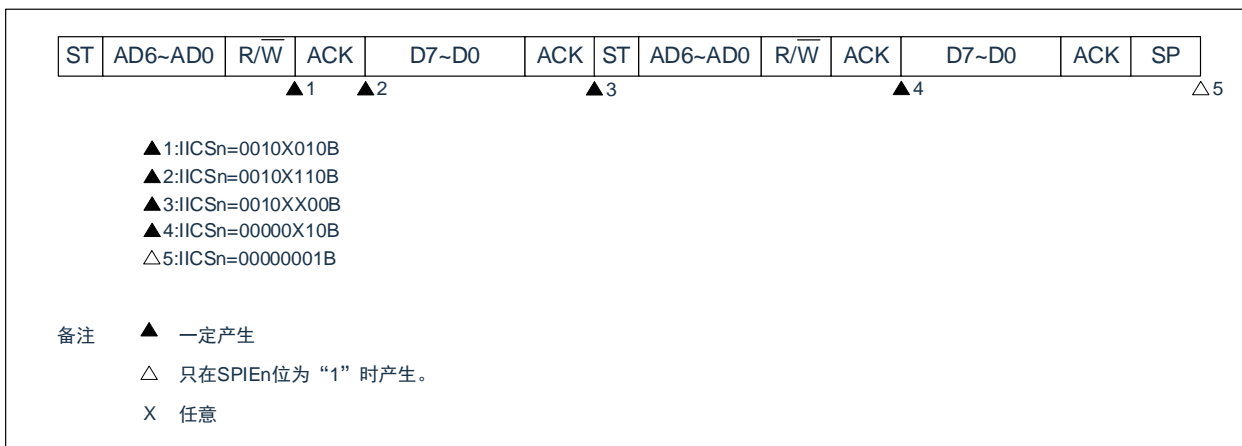 ST AD6~AD0 R/W̅ ACK D7~D0 ACK ST AD6~AD0 R/W̅ ACK D7~D0 ACK SP
▲1 ▲2 ▲3 ▲4 △5
▲1:IICSn=0010X010B
▲2:IICSn=0010X110B
▲3:IICSn=0010XX00B
▲4:IICSn=00000X10B
△5:IICSn=00000001B
备注 ▲ 一定产生
△ 只在SPIEn位为“1”时产生。
X 任意